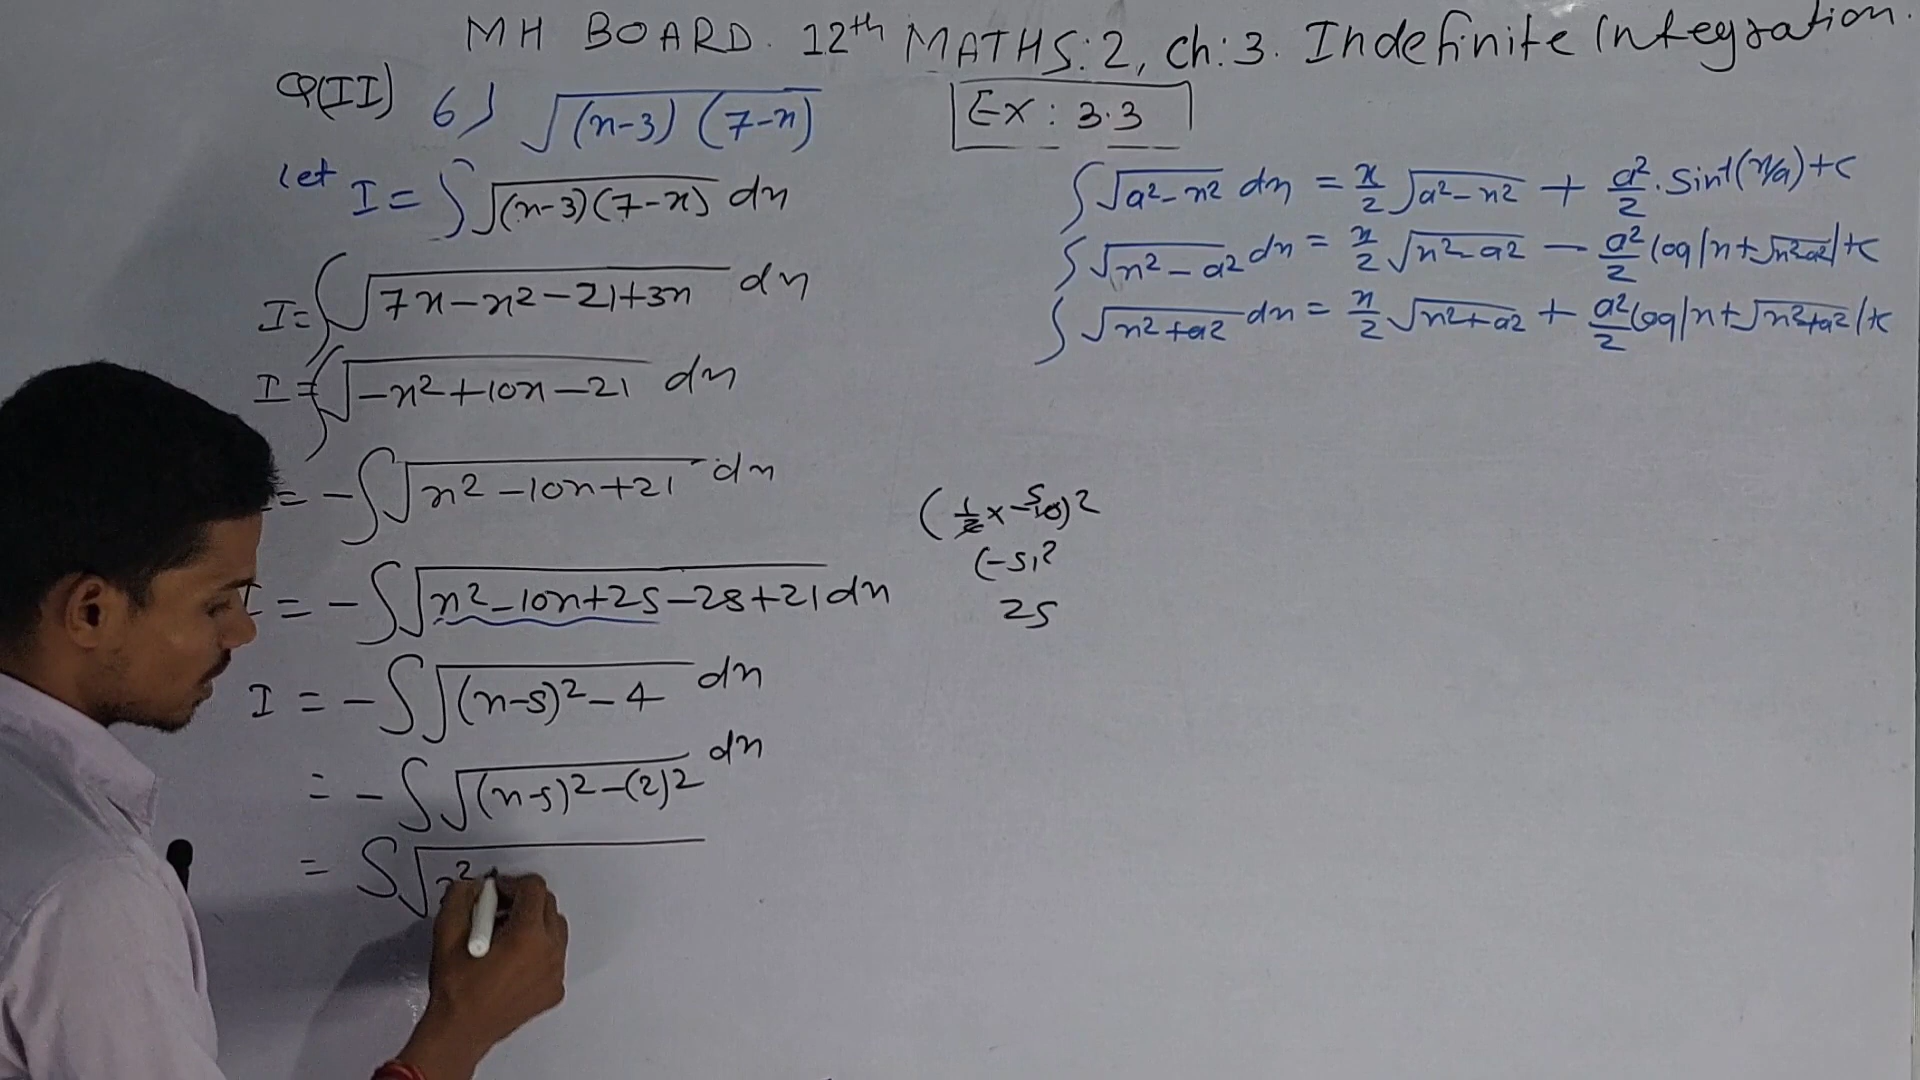 MH BOARD. 12th MATHS:2, ch:3. Indefinite Integration.
Q(II) 6) √(x-3)(7-x)
Ex: 3.3
let I = ∫√(x-3)(7-x) dx
I = ∫√7x-x²-21+3x dx
I = ∫√-x²+10x-21 dx
= -∫√x²-10x+21 dx
I = -∫√x²-10x+25-25+21 dx
I = -∫√(x-5)²-4 dx
= -∫√(x-5)²-(2)² dx
= ∫√x²
∫√a²-x² dx = x/2 √a²-x² + a²/2 . sin⁻¹(x/a)+c
∫√x²-a² dx = x/2 √x²-a² - a²/2 log|x+√x²-a²|+c
∫√x²+a² dx = x/2 √x²+a² + a²/2 log|x+√x²+a²|+c
(1/2 x -10)²
5
(-5)²
25